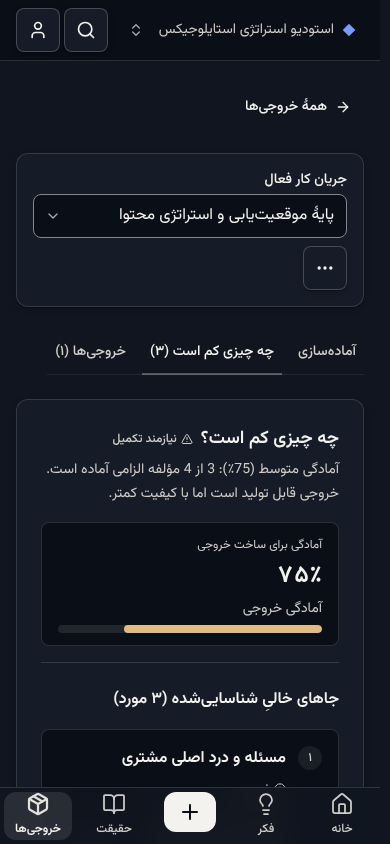 استودیو استراتژی استایلوجیکس
همهٔ خروجی‌ها
جریان کار فعال
پایهٔ موقعیت‌یابی و استراتژی محتوا
آماده‌سازی
چه چیزی کم است (۳)
خروجی‌ها (۱)
چه چیزی کم است؟
نیازمند تکمیل
آمادگی متوسط (75٪): 3 از 4 مؤلفه الزامی آماده است.
خروجی قابل تولید است اما با کیفیت کمتر.
آمادگی برای ساخت خروجی
۷۵٪
آمادگی خروجی
جاهای خالیِ شناسایی‌شده (۳ مورد)
۱
مسئله و درد اصلی مشتری
خانه
فکر
حقیقت
خروجی‌ها